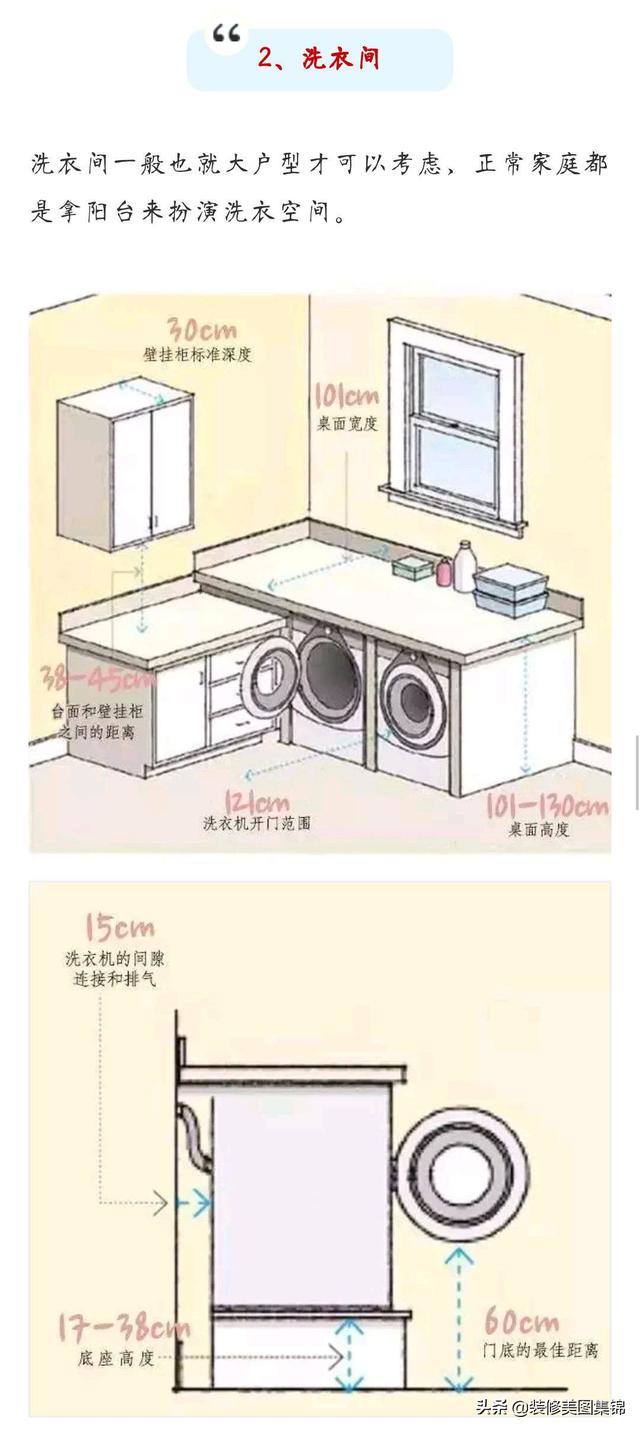 “
2、洗衣间
洗衣间一般也就大户型才可以考虑，正常家庭都
是拿阳台来扮演洗衣空间。
30cm
壁挂柜标准深度
101cm
桌面宽度
38-45cm
台面和壁挂柜
之间的距离
121cm
洗衣机开门范围
101-130cm
桌面高度
15cm
洗衣机的间隙
连接和排气
17-38cm
底座高度
60cm
门底的最佳距离
头条 @装修美图集锦